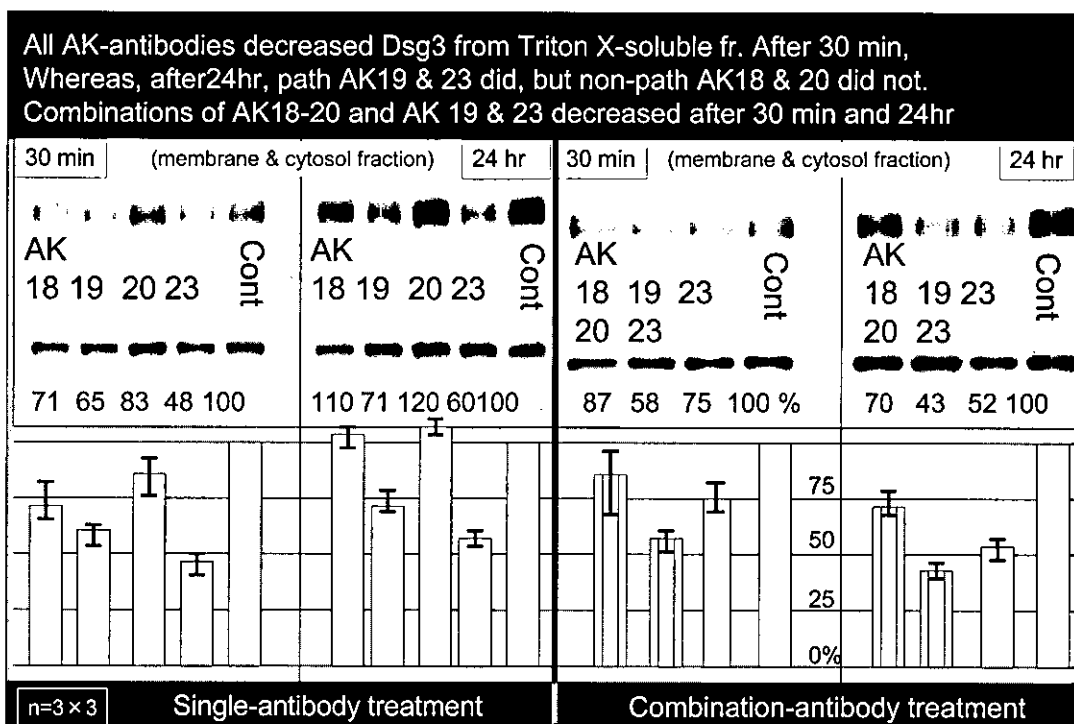 All AK-antibodies decreased Dsg3 from Triton X-soluble fr. After 30 min,
Whereas, after24hr, path AK19 & 23 did, but non-path AK18 & 20 did not.
Combinations of AK18-20 and AK 19 & 23 decreased after 30 min and 24hr
30 min (membrane & cytosol fraction) 24 hr
AK
18 19 20 23 Cont
71 65 83 48 100
AK
18 19 20 23 Cont
110 71 120 60100
30 min (membrane & cytosol fraction) 24 hr
AK
18 19 23 Cont
20 23
87 58 75 100 %
AK
18 19 23 Cont
20 23
70 43 52 100
75
50
25
0%
n=3 × 3 Single-antibody treatment
Combination-antibody treatment